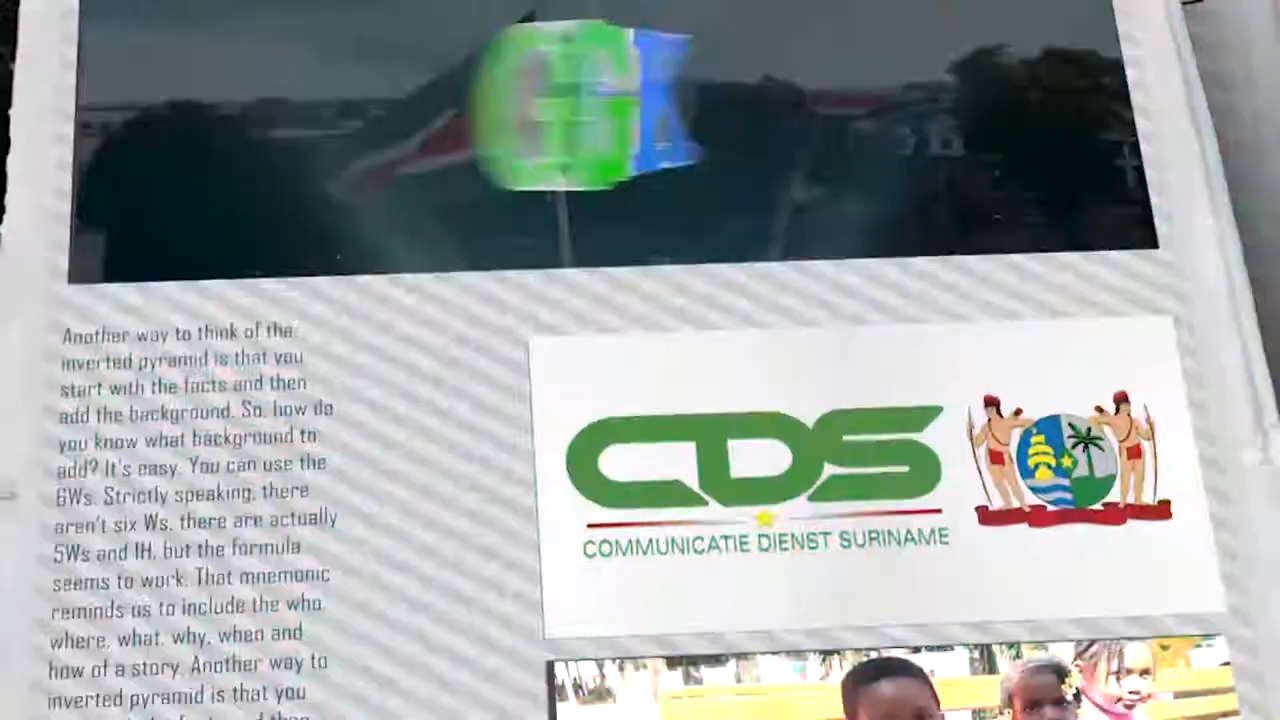 Another way to think of the
inverted pyramid is that you
start with the facts and then
add the background. So, how do
you know what background to
add? It's easy. You can use the
6Ws. Strictly speaking, there
aren't six Ws, there are actually
5Ws and 1H, but the formula
seems to work. That mnemonic
reminds us to include the who,
where, what, why, when and
how of a story. Another way to
inverted pyramid is that you
CDS
COMMUNICATIE DIENST SURINAME